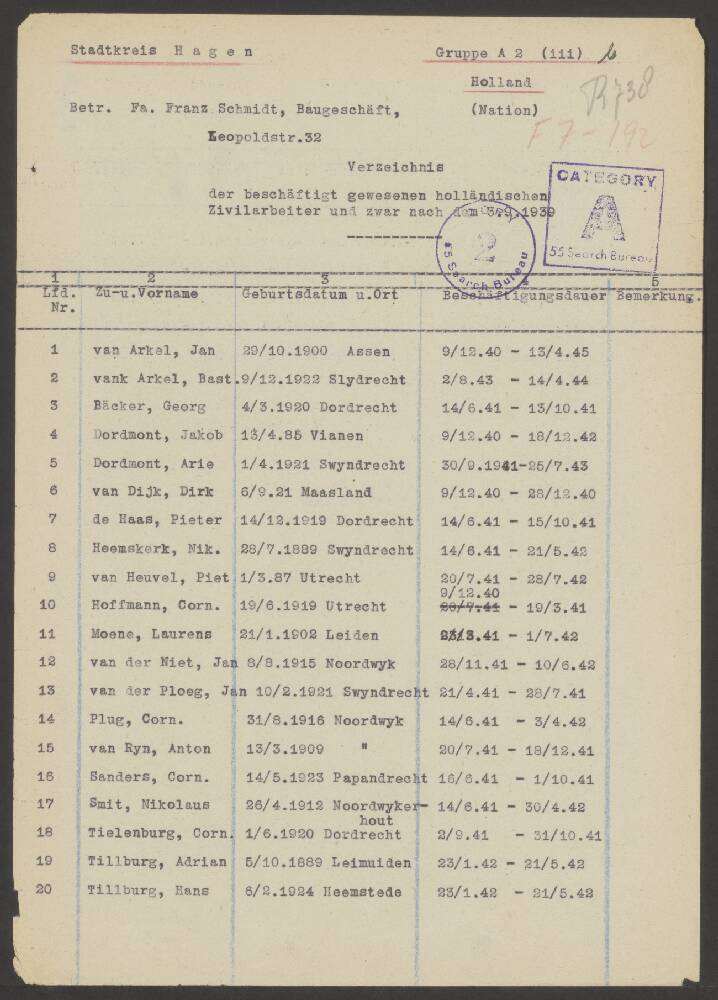 Stadtkreis H a g e n
Gruppe A 2 (iii) 6
Holland
(Nation)
R738
F7-192
Betr. Fa. Franz Schmidt, Baugeschäft,
Leopoldstr.32
Verzeichnis
der beschäftigt gewesenen holländischen
Zivilarbeiter und zwar nach dem 3.9.1939
CATEGORY
A
55 Search Bureau
2
55 Search Bureau
1 2 3 5
Lfd. Nr. Zu-u.Vorname Geburtsdatum u.Ort Beschäftigungsdauer Bemerkung.
1 van Arkel, Jan 29/10.1900 Assen 9/12.40 - 13/4.45
2 vank Arkel, Bast. 9/12.1922 Slydrecht 2/8.43 - 14/4.44
3 Bäcker, Georg 4/3.1920 Dordrecht 14/6.41 - 13/10.41
4 Dordmont, Jakob 13/4.85 Vianen 9/12.40 - 18/12.42
5 Dordmont, Arie 1/4.1921 Swyndrecht 30/9.1941-25/7.43
6 van Dijk, Dirk 6/9.21 Maasland 9/12.40 - 28/12.40
7 de Haas, Pieter 14/12.1919 Dordrecht 14/6.41 - 15/10.41
8 Heemskerk, Nik. 28/7.1889 Swyndrecht 14/6.41 - 21/5.42
9 van Heuvel, Piet 1/3.87 Utrecht 20/7.41 - 28/7.42
9/12.40
10 Hoffmann, Corn. 19/6.1919 Utrecht 20/7.41 - 19/3.41
11 Moene, Laurens 21/1.1902 Leiden 23/3.41 - 1/7.42
12 van der Niet, Jan 8/8.1915 Noordwyk 28/11.41 - 10/6.42
13 van der Ploeg, Jan 10/2.1921 Swyndrecht 21/4.41 - 28/7.41
14 Plug, Corn. 31/8.1916 Noordwyk 14/6.41 - 3/4.42
15 van Ryn, Anton 13/3.1909 " 20/7.41 - 18/12.41
16 Sanders, Corn. 14/5.1923 Papandrecht 16/6.41 - 1/10.41
17 Smit, Nikolaus 26/4.1912 Noordwyker- 14/6.41 - 30/4.42
hout
18 Tielenburg, Corn. 1/6.1920 Dordrecht 2/9.41 - 31/10.41
19 Tillburg, Adrian 5/10.1889 Leimuiden 23/1.42 - 21/5.42
20 Tillburg, Hans 6/2.1924 Heemstede 23/1.42 - 21/5.42